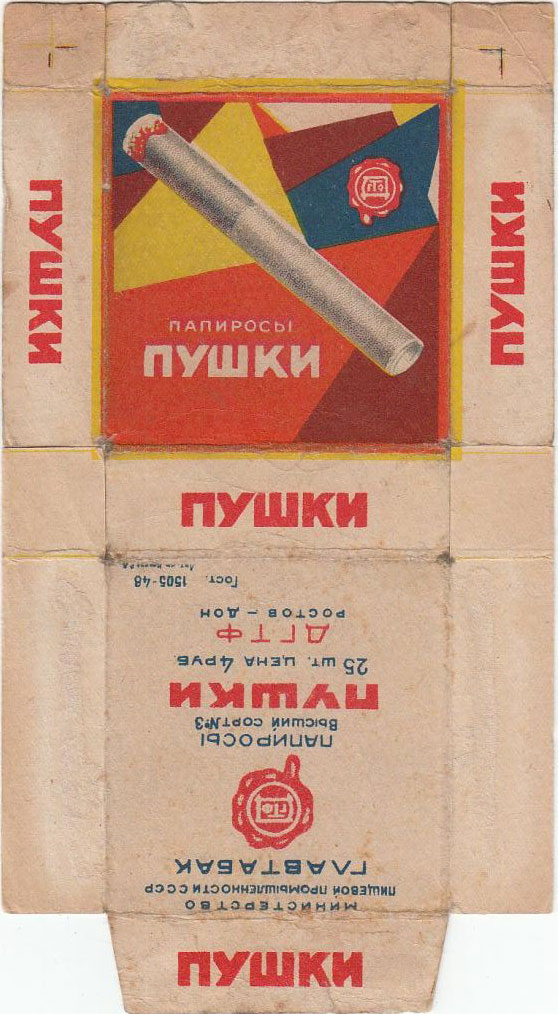 ПУШКИ
ПАПИРОСЫ
ПУШКИ
ПУШКИ
ПУШКИ
МИНИСТЕРСТВО
ПИЩЕВОЙ ПРОМЫШЛЕННОСТИ СССР
ГЛАВТАБАК
ПАПИРОСЫ
ВЫСШИЙ СОРТ №3
ПУШКИ
25 ШТ. ЦЕНА 4 РУБ.
ДГТФ
РОСТОВ – ДОН
Гост. 1505-48
ПУШКИ